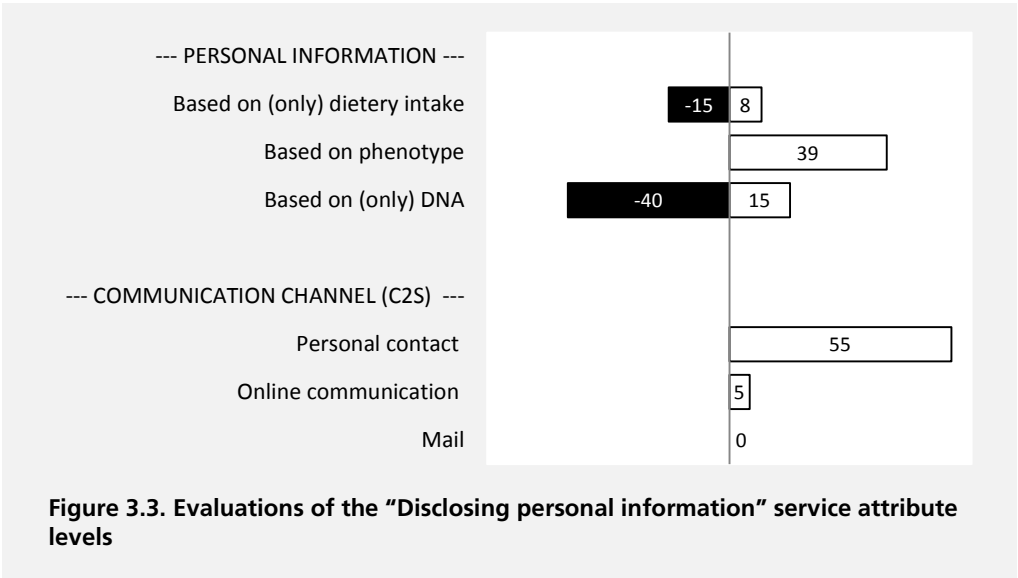 --- PERSONAL INFORMATION ---
Based on (only) dietery intake -15 8
Based on phenotype 39
Based on (only) DNA -40 15
--- COMMUNICATION CHANNEL (C2S) ---
Personal contact 55
Online communication 5
Mail 0
Figure 3.3. Evaluations of the “Disclosing personal information” service attribute
levels